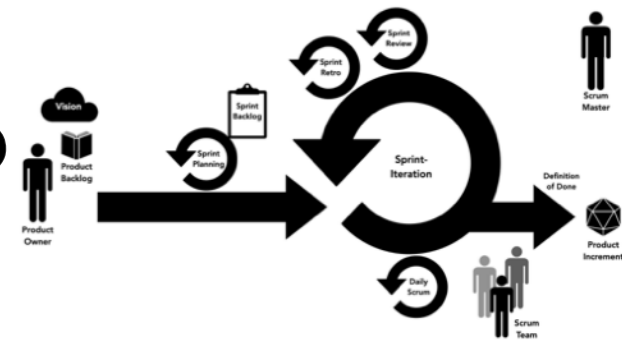 Vision
Product
Backlog
Product
Owner
Sprint
Planning
Sprint
Backlog
Sprint
Retro
Sprint
Review
Sprint-
Iteration
Daily
Scrum
Scrum
Team
Scrum
Master
Definition
of Done
Product
Increment